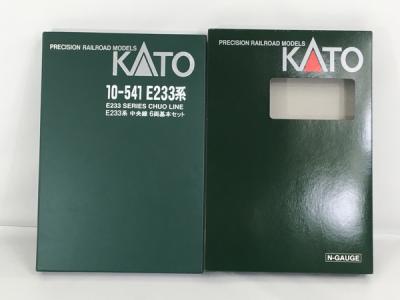 PRECISION RAILROAD MODELS
KATO
10-541 E233系
E233 SERIES CHUO LINE
E233系 中央線 6両基本セット
PRECISION RAILROAD MODELS
KATO
N-GAUGE